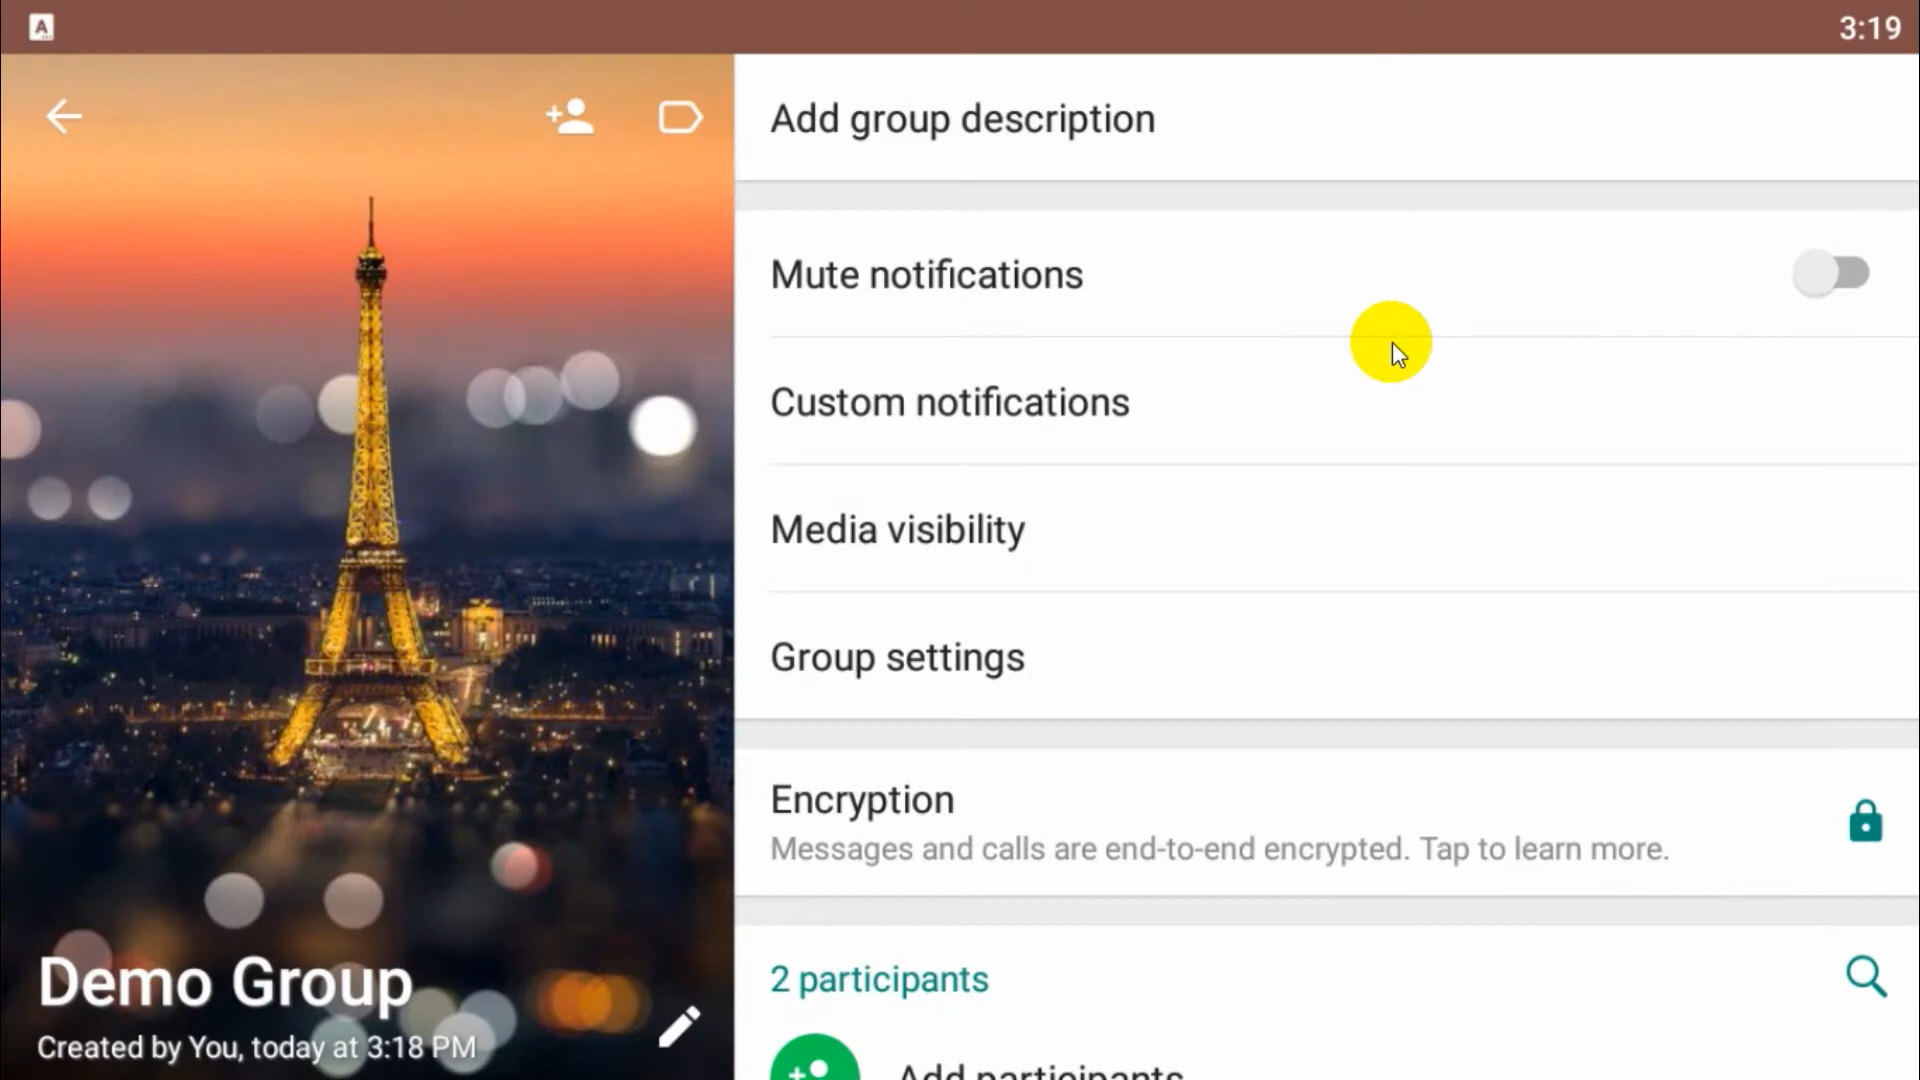 A
3:19
Add group description
Mute notifications
Custom notifications
Media visibility
Group settings
Encryption
Messages and calls are end-to-end encrypted. Tap to learn more.
2 participants
Add participants
Demo Group
Created by You, today at 3:18 PM